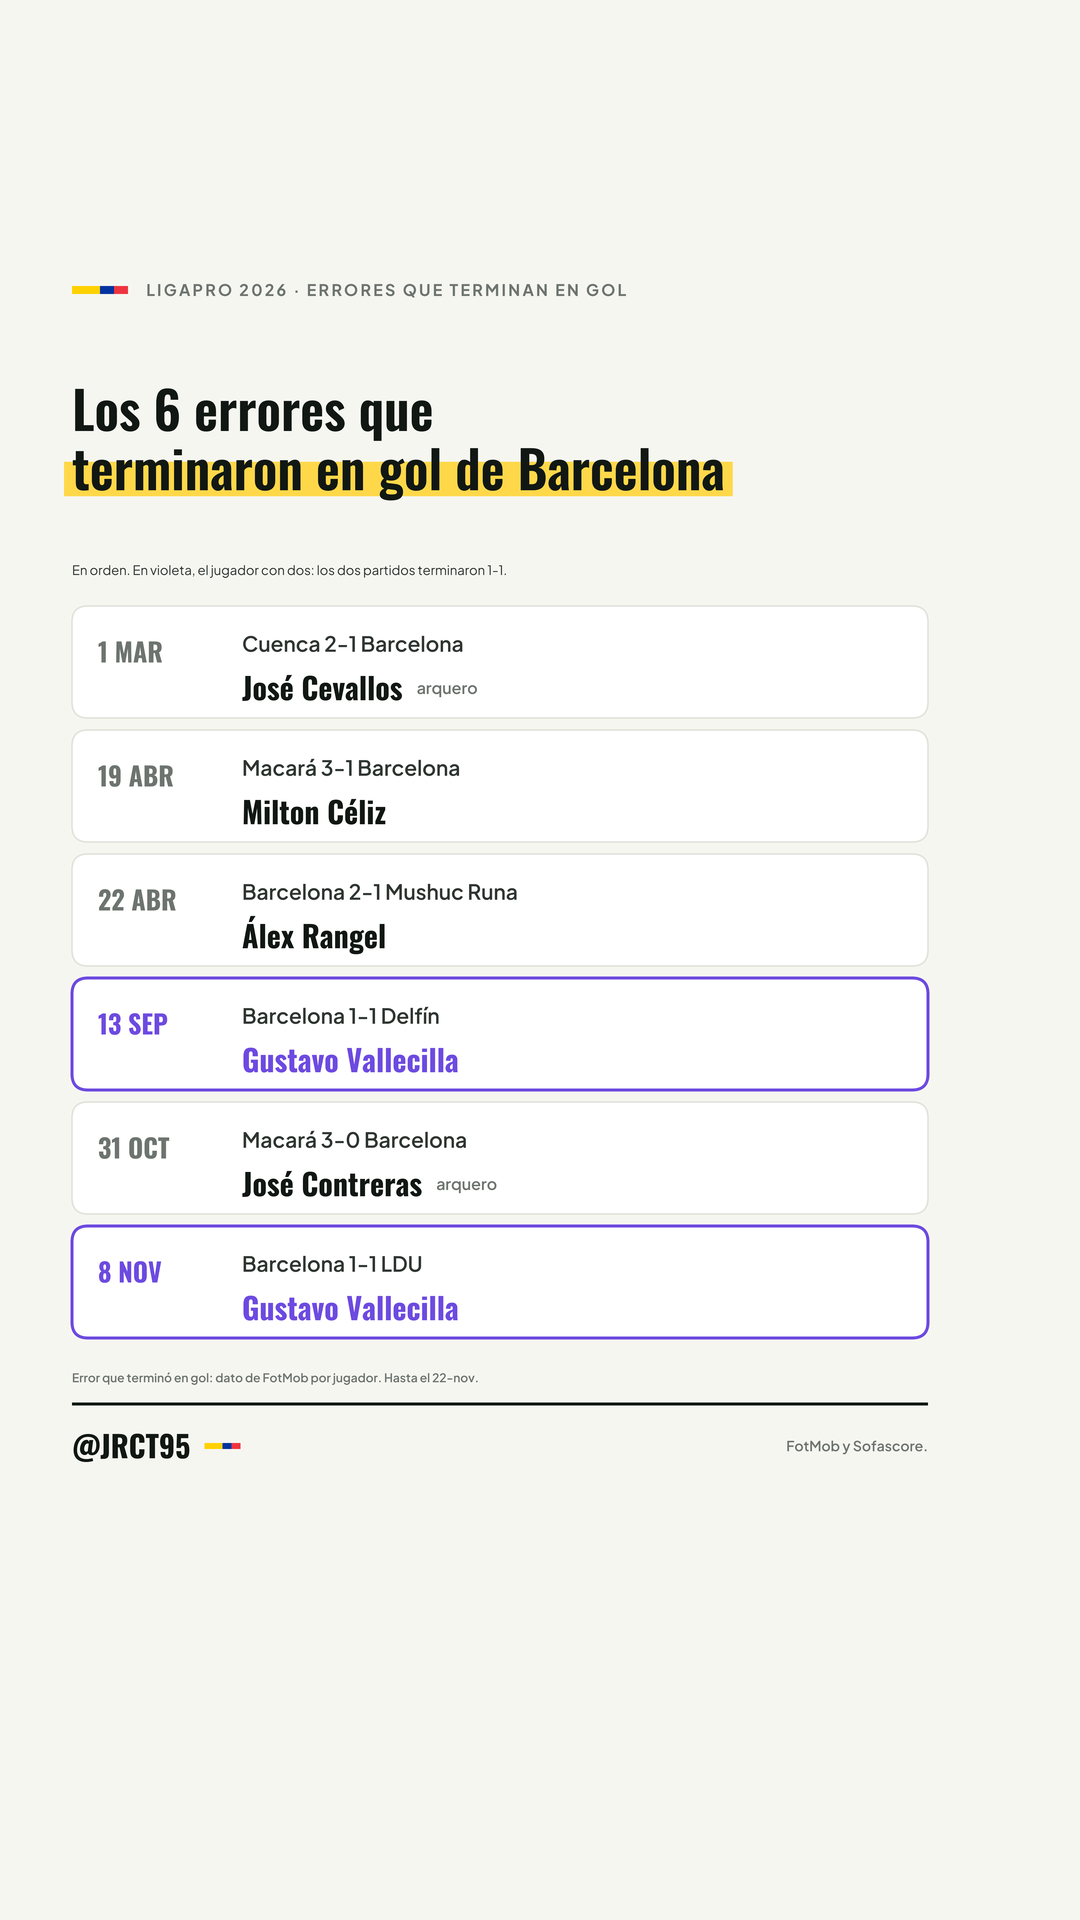 LIGAPRO 2026 · ERRORES QUE TERMINAN EN GOL
Los 6 errores que
terminaron en gol de Barcelona
En orden. En violeta, el jugador con dos: los dos partidos terminaron 1-1.
1 MAR
Cuenca 2-1 Barcelona
José Cevallos arquero
19 ABR
Macará 3-1 Barcelona
Milton Céliz
22 ABR
Barcelona 2-1 Mushuc Runa
Álex Rangel
13 SEP
Barcelona 1-1 Delfín
Gustavo Vallecilla
31 OCT
Macará 3-0 Barcelona
José Contreras arquero
8 NOV
Barcelona 1-1 LDU
Gustavo Vallecilla
Error que terminó en gol: dato de FotMob por jugador. Hasta el 22-nov.
@JRCT95
FotMob y Sofascore.